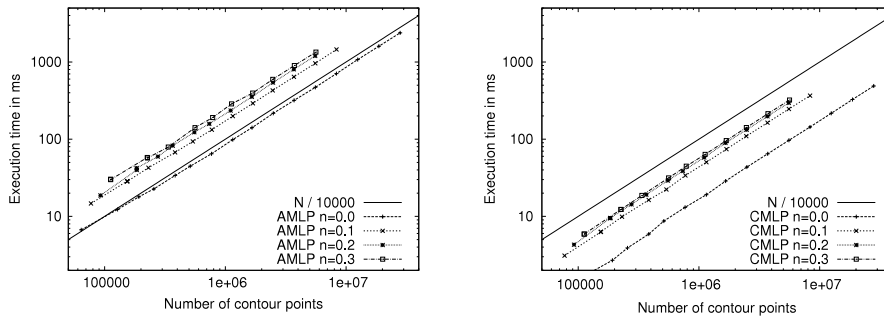 1000
100
10
Execution time in ms
100000
1e+06
1e+07
Number of contour points
N / 10000
AMLP n=0.0
AMLP n=0.1
AMLP n=0.2
AMLP n=0.3
1000
100
10
Execution time in ms
100000
1e+06
1e+07
Number of contour points
N / 10000
CMLP n=0.0
CMLP n=0.1
CMLP n=0.2
CMLP n=0.3